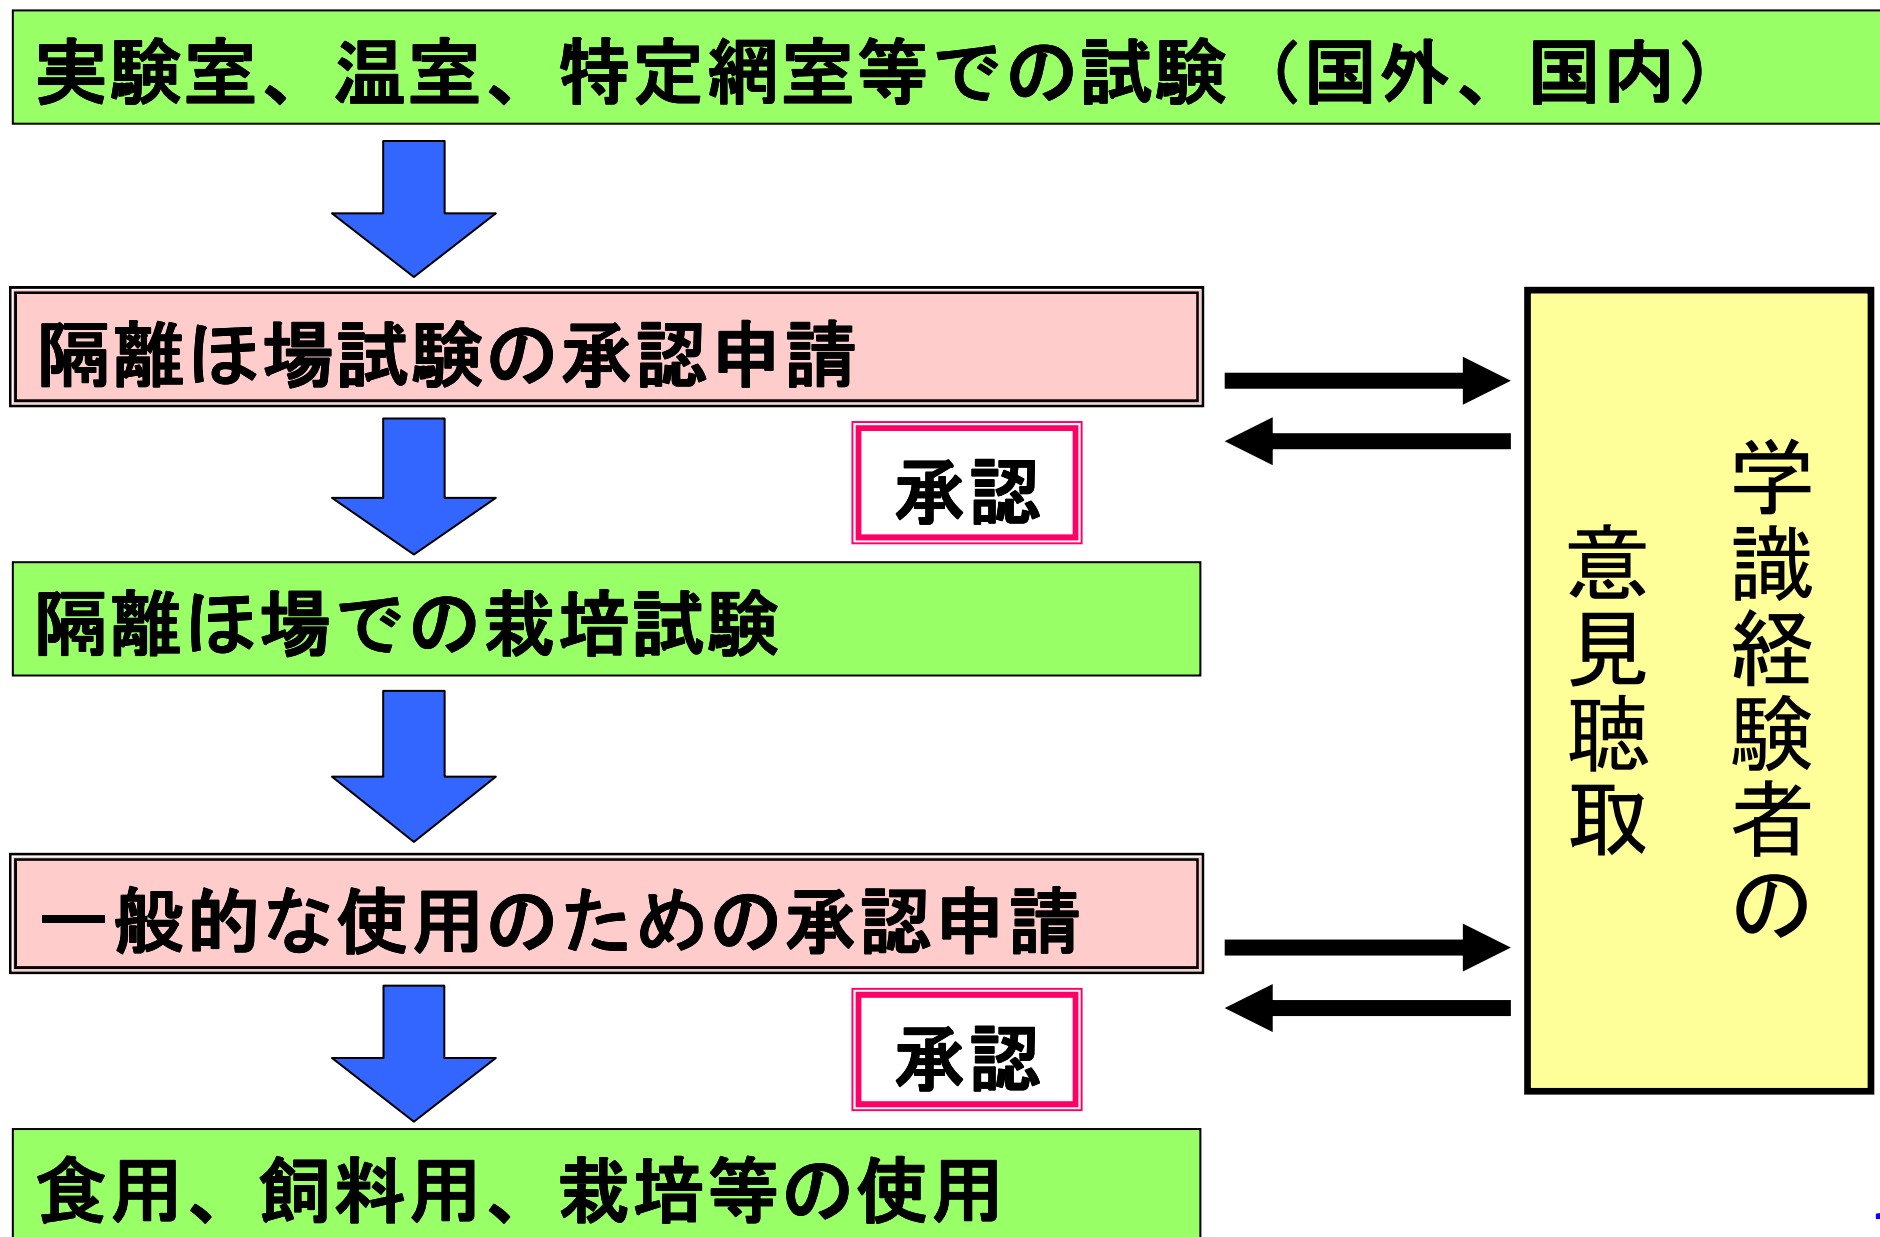 実験室、温室、特定網室等での試験（国外、国内）
隔離ほ場試験の承認申請
承認
隔離ほ場での栽培試験
一般的な使用のための承認申請
承認
食用、飼料用、栽培等の使用
学識経験者の
意見聴取